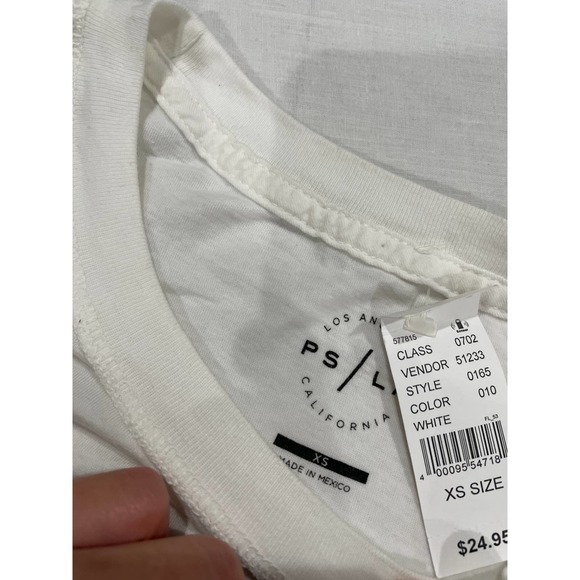 LOS AN
PS/LA
CALIFORNIA
XS
MADE IN MEXICO
577815
CLASS 0702
VENDOR 51233
STYLE 0165
COLOR 010
WHITE
FL_53
4 00095 54718
XS SIZE
$24.95